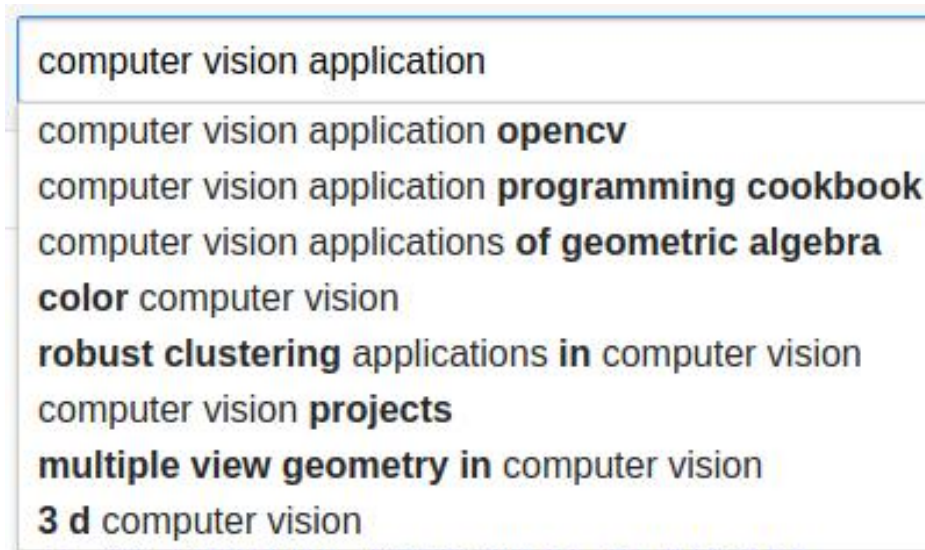 computer vision application
computer vision application opencv
computer vision application programming cookbook
computer vision applications of geometric algebra
color computer vision
robust clustering applications in computer vision
computer vision projects
multiple view geometry in computer vision
3 d computer vision